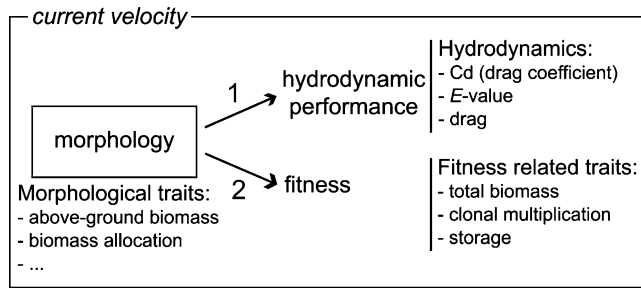 current velocity
1
hydrodynamic
performance
Hydrodynamics:
- Cd (drag coefficient)
- E-value
- drag
morphology
2
fitness
Fitness related traits:
- total biomass
- clonal multiplication
- storage
Morphological traits:
- above-ground biomass
- biomass allocation
- ...